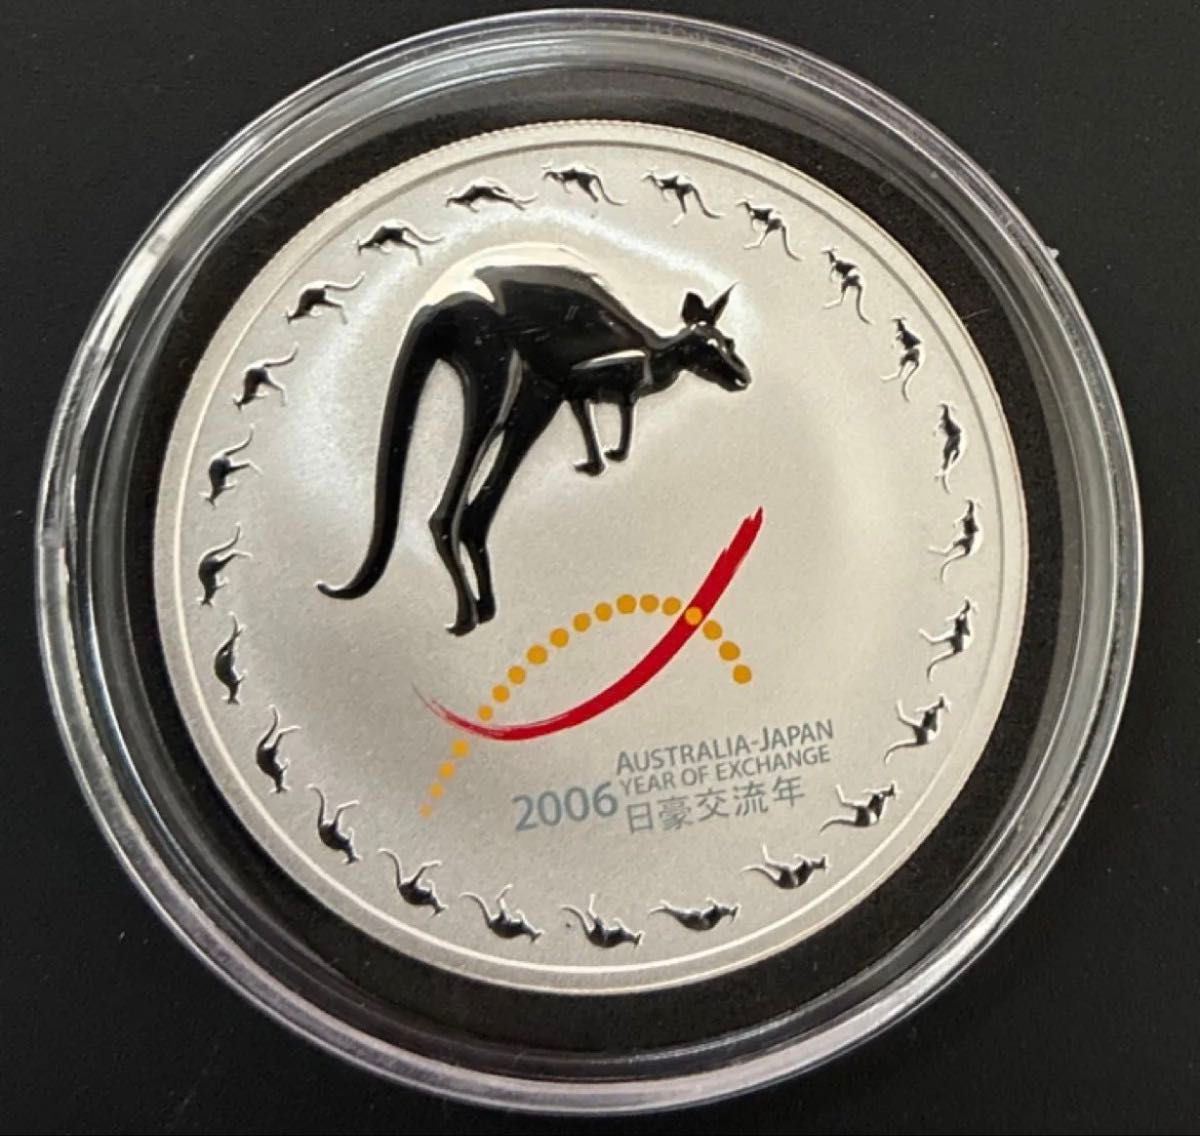 AUSTRALIA-JAPAN
2006 YEAR OF EXCHANGE
日豪交流年